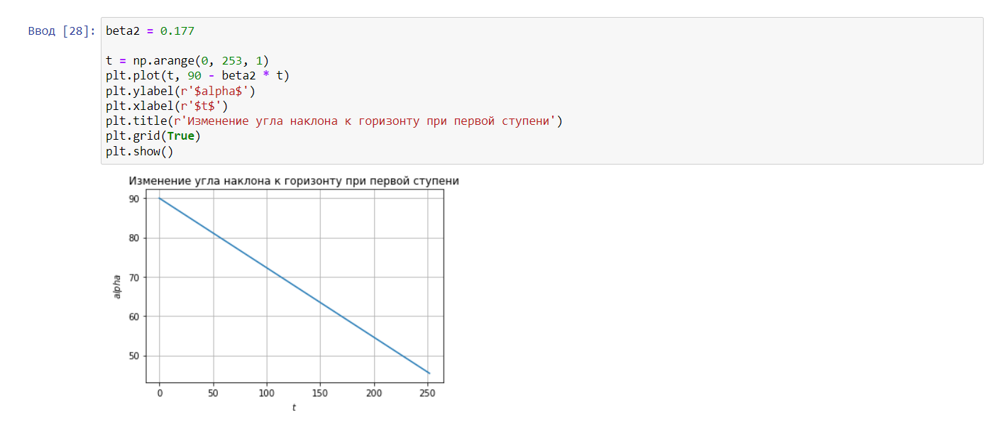 Ввод [28]: beta2 = 0.177
t = np.arange(0, 253, 1)
plt.plot(t, 90 - beta2 * t)
plt.ylabel(r'$alpha$')
plt.xlabel(r'$t$')
plt.title(r'Изменение угла наклона к горизонту при первой ступени')
plt.grid(True)
plt.show()
Изменение угла наклона к горизонту при первой ступени
90
80
70
60
50
alpha
0 50 100 150 200 250
t